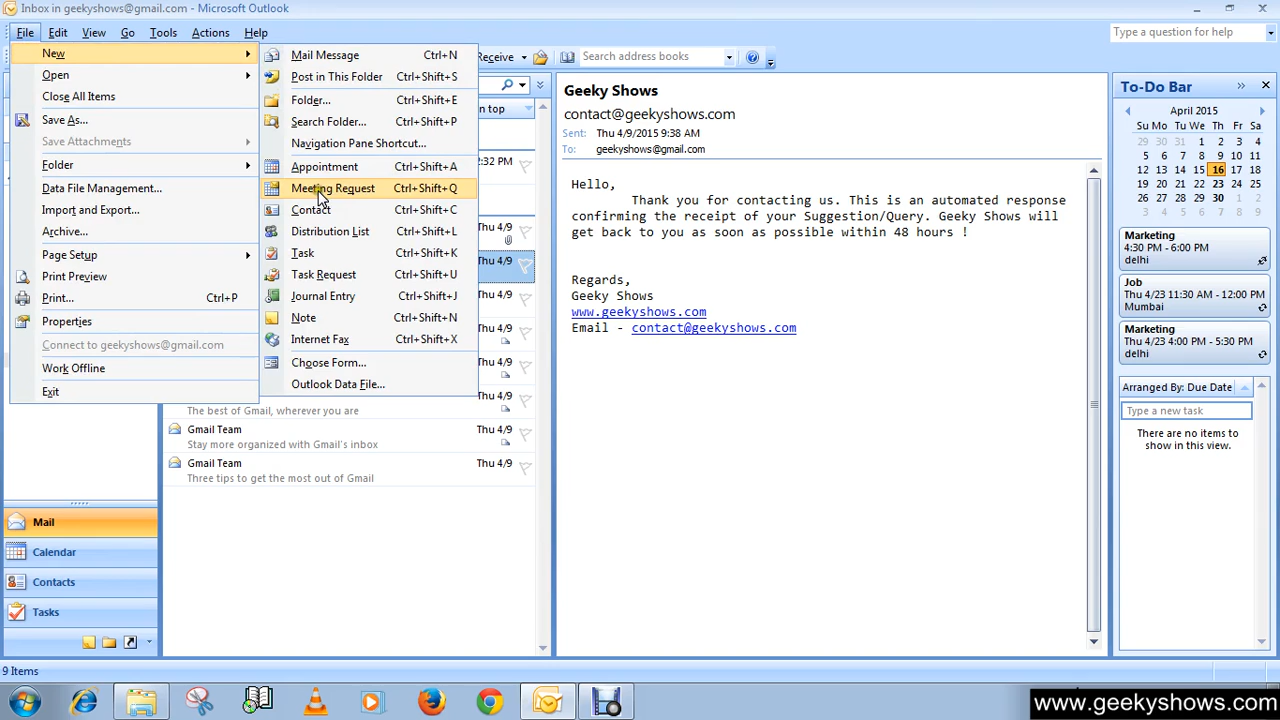 Inbox in geekyshows@gmail.com - Microsoft Outlook
File Edit View Go Tools Actions Help
Type a question for help
New
Open
Close All Items
Save As...
Save Attachments
Folder
Data File Management...
Import and Export...
Archive...
Page Setup
Print Preview
Print... Ctrl+P
Properties
Connect to geekyshows@gmail.com
Work Offline
Exit
Mail Message Ctrl+N
Post in This Folder Ctrl+Shift+S
Folder... Ctrl+Shift+E
Search Folder... Ctrl+Shift+P
Navigation Pane Shortcut...
Appointment Ctrl+Shift+A
Meeting Request Ctrl+Shift+Q
Contact Ctrl+Shift+C
Distribution List Ctrl+Shift+L
Task Ctrl+Shift+K
Task Request Ctrl+Shift+U
Journal Entry Ctrl+Shift+J
Note Ctrl+Shift+N
Internet Fax Ctrl+Shift+X
Choose Form...
Outlook Data File...
Receive
Search address books
on top
2:32 PM
Thu 4/9
Thu 4/9
Thu 4/9
Thu 4/9
Thu 4/9
Thu 4/9
The best of Gmail, wherever you are
Gmail Team Thu 4/9
Stay more organized with Gmail's inbox
Gmail Team Thu 4/9
Three tips to get the most out of Gmail
Mail
Calendar
Contacts
Tasks
9 Items
Geeky Shows
contact@geekyshows.com
Sent: Thu 4/9/2015 9:38 AM
To: geekyshows@gmail.com
Hello,
Thank you for contacting us. This is an automated response
confirming the receipt of your Suggestion/Query. Geeky Shows will
get back to you as soon as possible within 48 hours !
Regards,
Geeky Shows
www.geekyshows.com
Email - contact@geekyshows.com
To-Do Bar
April 2015
Su Mo Tu We Th Fr Sa
1 2 3 4
5 6 7 8 9 10 11
12 13 14 15 16 17 18
19 20 21 22 23 24 25
26 27 28 29 30
Marketing
4:30 PM - 6:00 PM
delhi
Job
Thu 4/23 11:30 AM - 12:00 PM
Mumbai
Marketing
Thu 4/23 4:00 PM - 5:30 PM
delhi
Arranged By: Due Date
Type a new task
There are no items to
show in this view.
www.geekyshows.com